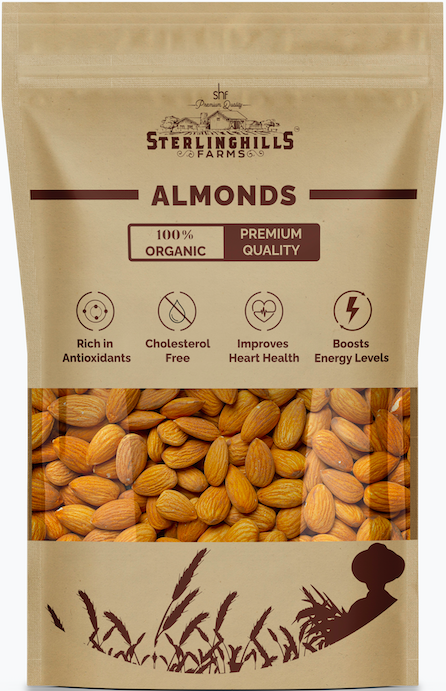 shf
Premium Quality
STERLINGHILLS
FARMS
ALMONDS
100% ORGANIC
PREMIUM QUALITY
Rich in
Antioxidants
Cholesterol
Free
Improves
Heart Health
Boosts
Energy Levels